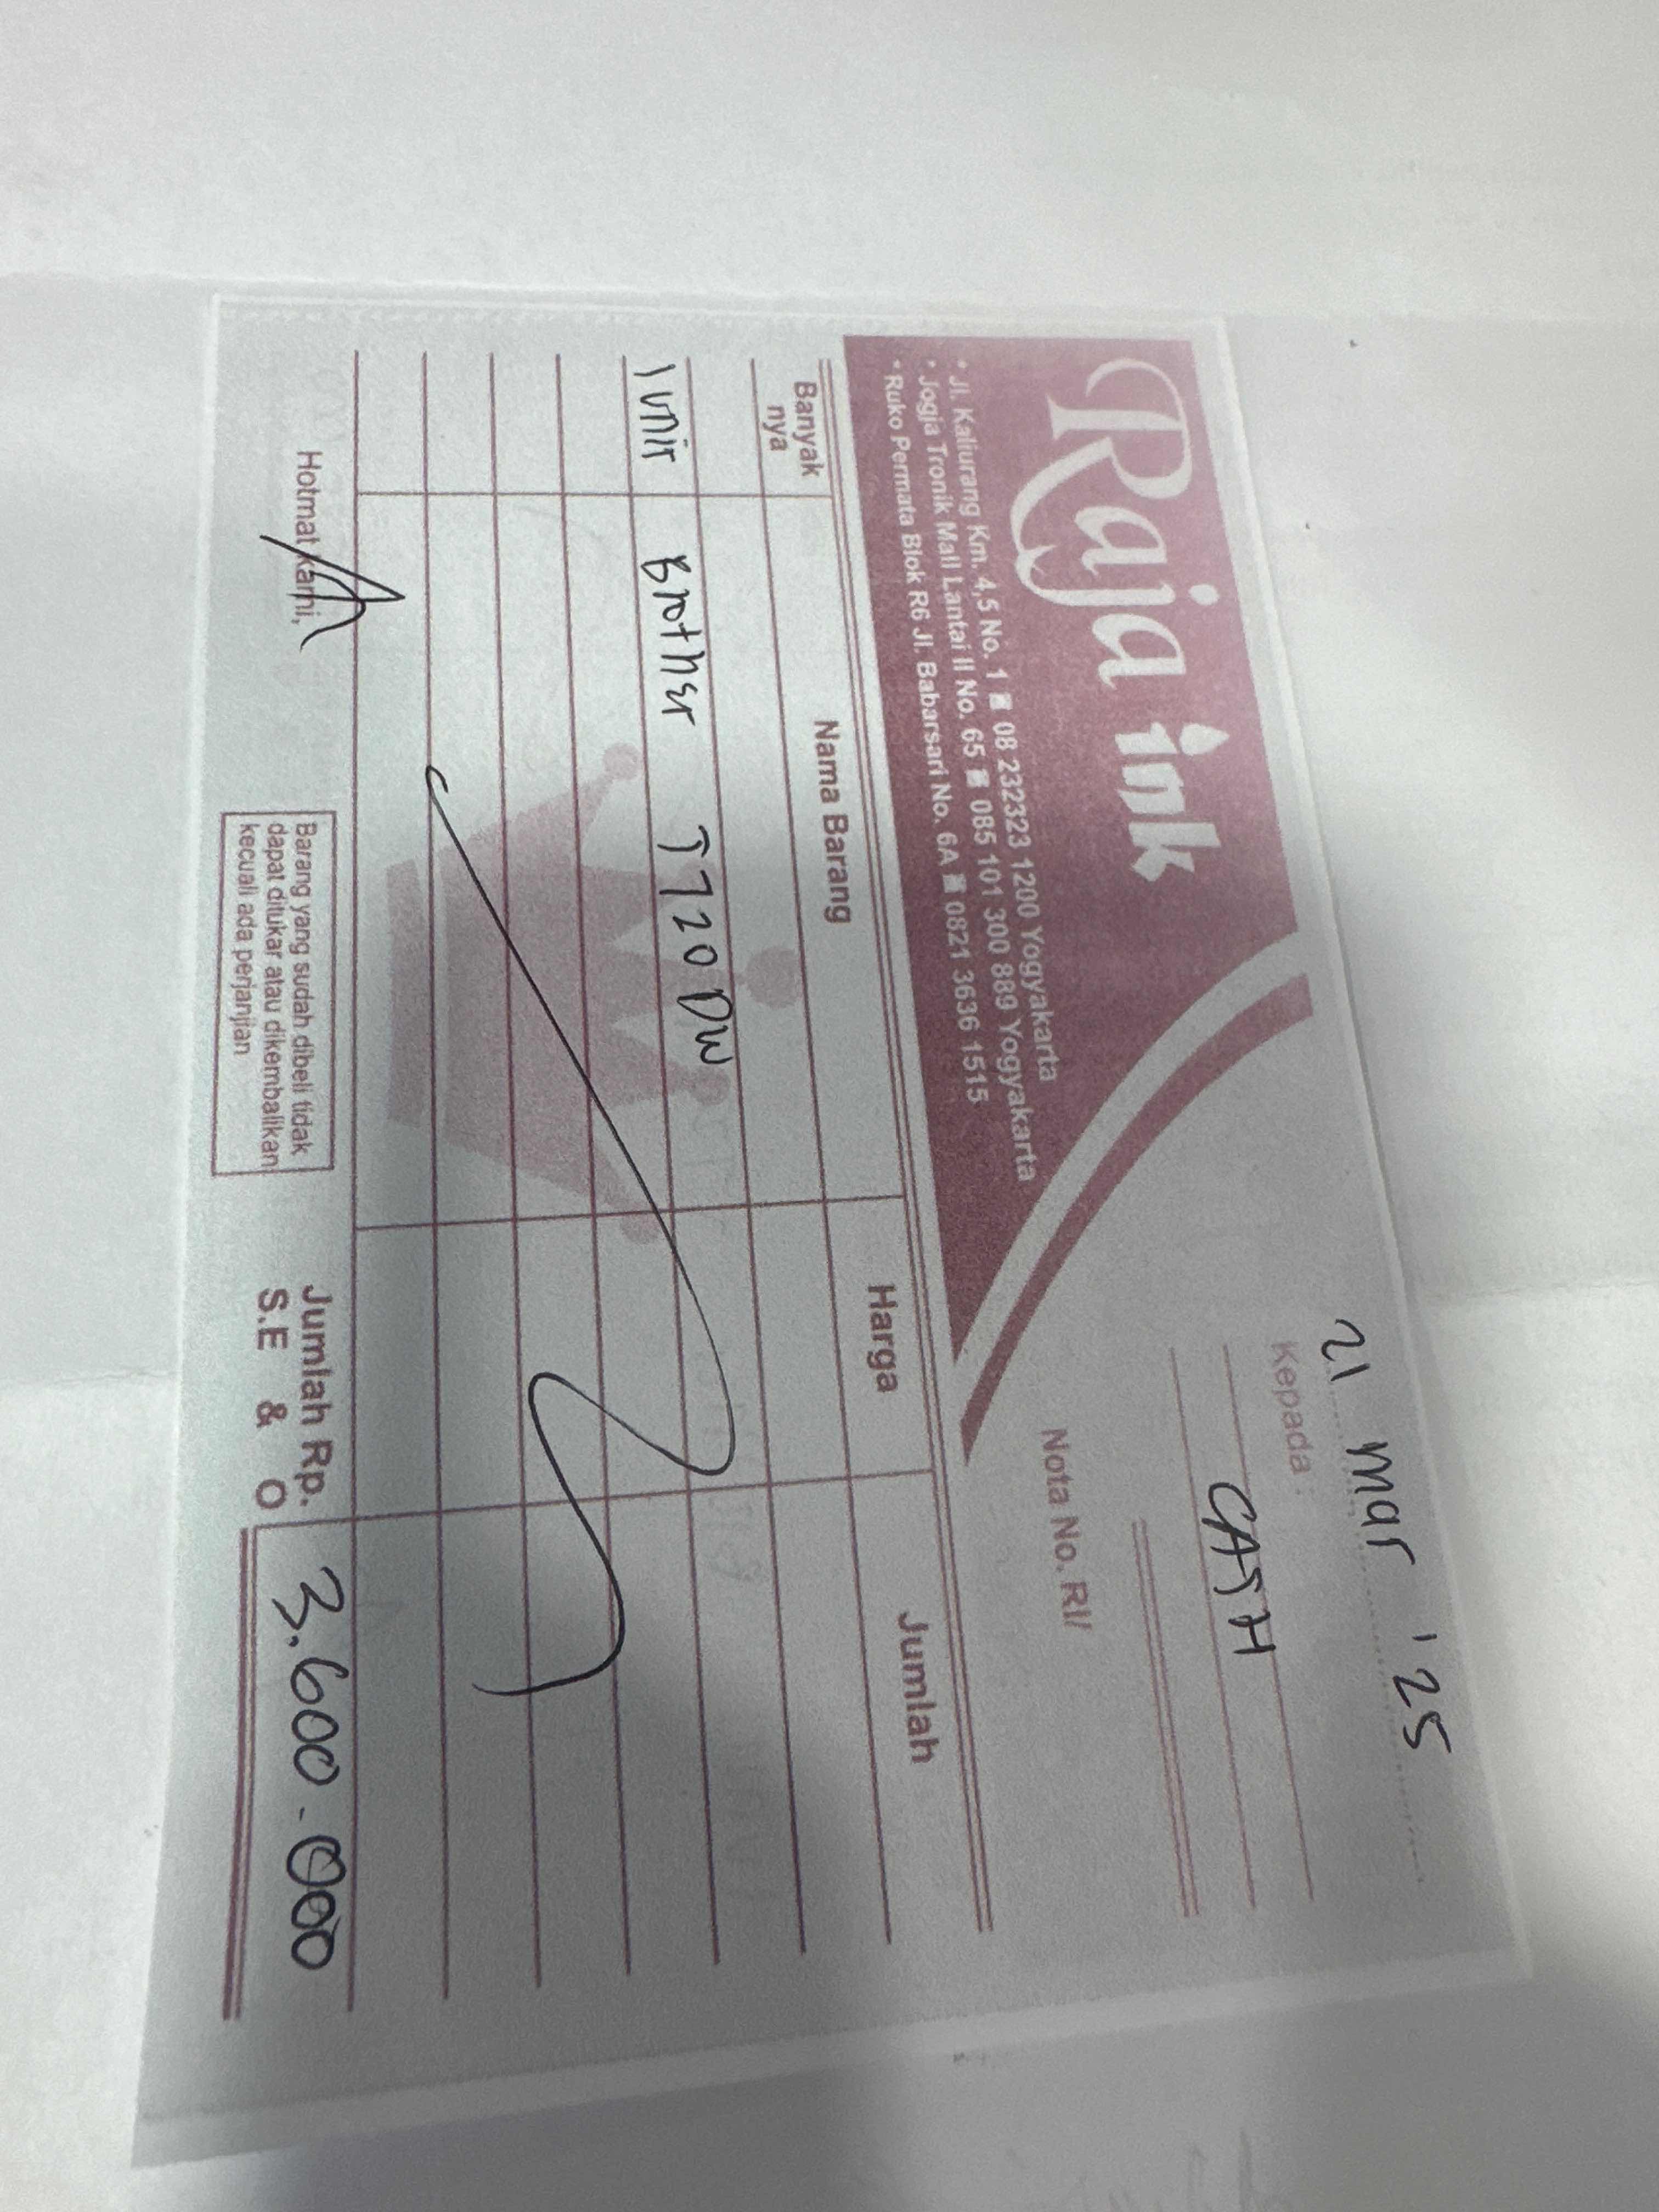 Raja ink
• Jl. Kaliurang Km. 4,5 No. 1 08 232323 1200 Yogyakarta
• Jogja Tronik Mall Lantai II No. 65 085 101 300 889 Yogyakarta
• Ruko Permata Blok R6 Jl. Babarsari No. 6A 0821 3636 1515
21 mar '25
Kepada :
CASH
Nota No. RI/
Banyak nya Nama Barang Harga Jumlah
1 unit Brother T720DW
Hormat kami,
Barang yang sudah dibeli tidak
dapat ditukar atau dikembalikan
kecuali ada perjanjian
Jumlah Rp. 3.600.000
S.E & O